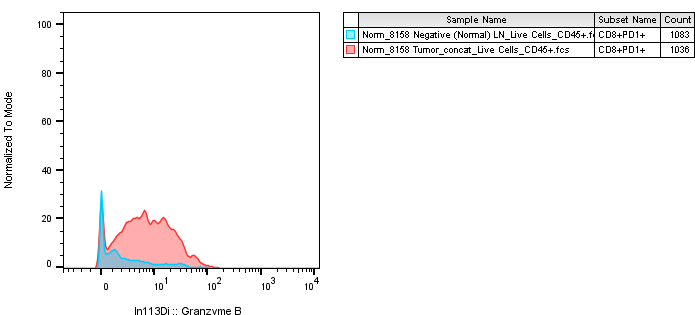 Sample Name Subset Name Count
Norm_8158 Negative (Normal) LN_Live Cells_CD45+.f CD8+PD1+ 1083
Norm_8158 Tumor_concat_Live Cells_CD45+.fcs CD8+PD1+ 1036
Normalized To Mode
100
80
60
40
20
0
0 10^1 10^2 10^3 10^4
In113Di :: Granzyme B